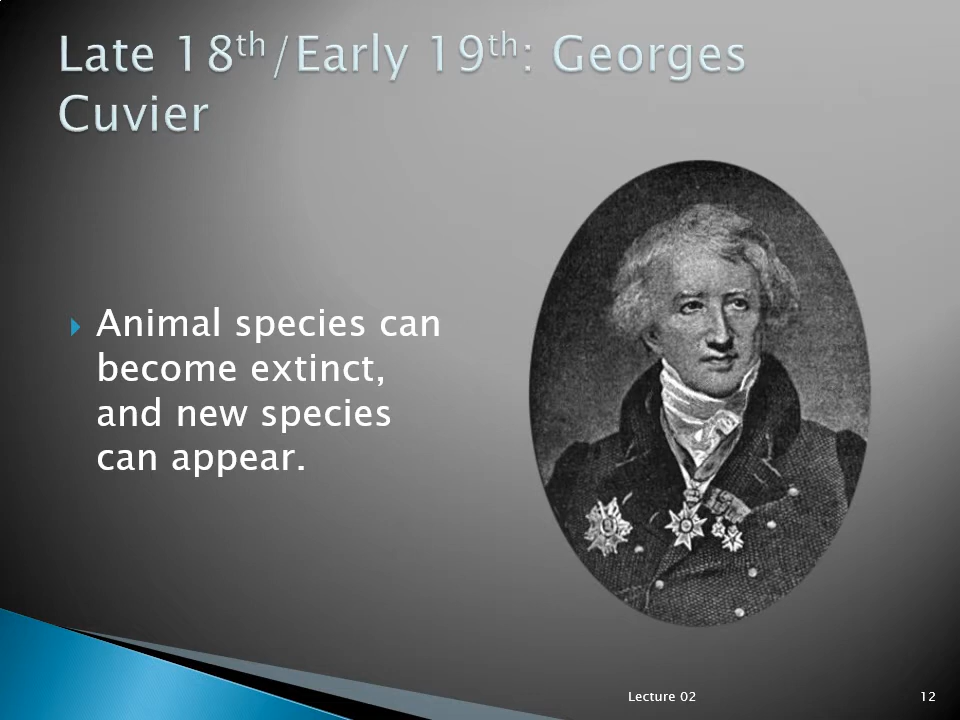 Late 18th/Early 19th: Georges
Cuvier
Animal species can
become extinct,
and new species
can appear.
Lecture 02
12